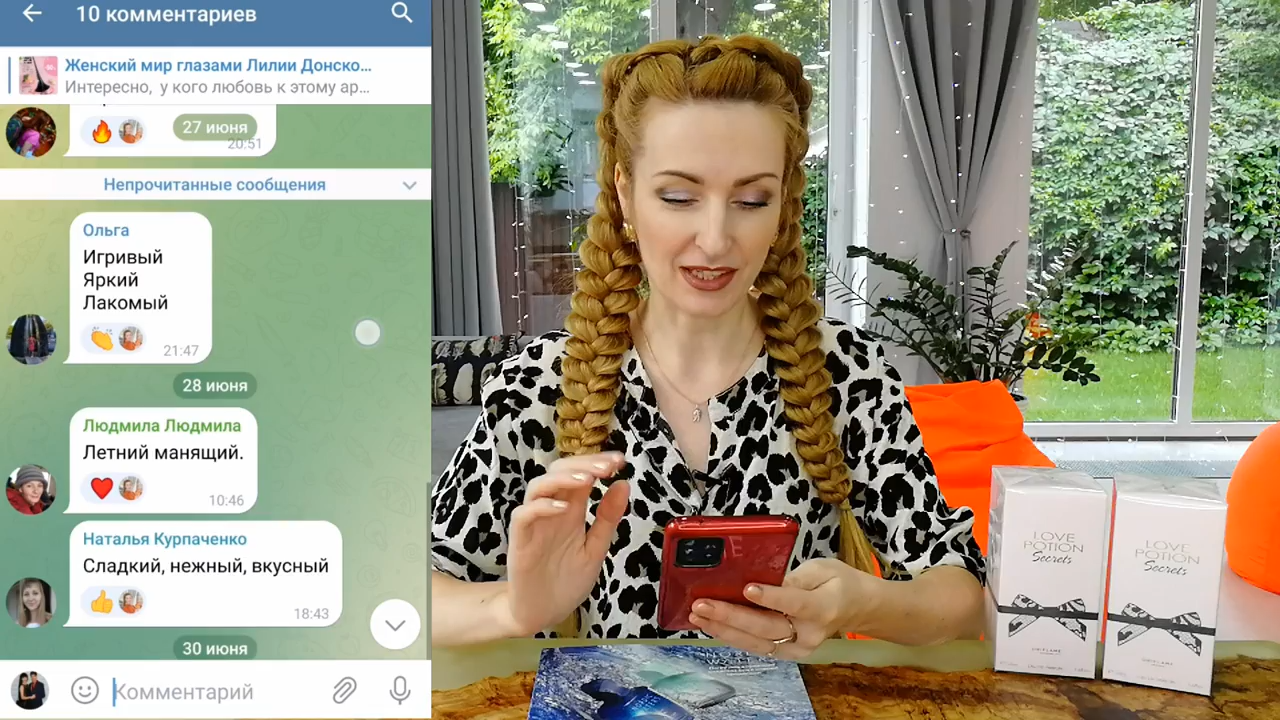 10 комментариев
Женский мир глазами Лилии Донско...
Интересно, у кого любовь к этому ар...
27 июня
20:51
Непрочитанные сообщения
Ольга
Игривый
Яркий
Лакомый
21:47
28 июня
Людмила Людмила
Летний манящий.
10:46
Наталья Курпаченко
Сладкий, нежный, вкусный
18:43
30 июня
Комментарий
LOVE
POTION
Secrets
ORIFLAME
LOVE
POTION
Secrets
ORIFLAME